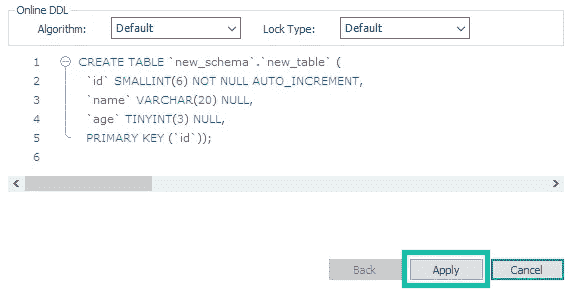 Online DDL
Algorithm: Default Lock Type: Default
1 CREATE TABLE `new_schema`.`new_table` (
2 `id` SMALLINT(6) NOT NULL AUTO_INCREMENT,
3 `name` VARCHAR(20) NULL,
4 `age` TINYINT(3) NULL,
5 PRIMARY KEY (`id`));
6
Back Apply Cancel